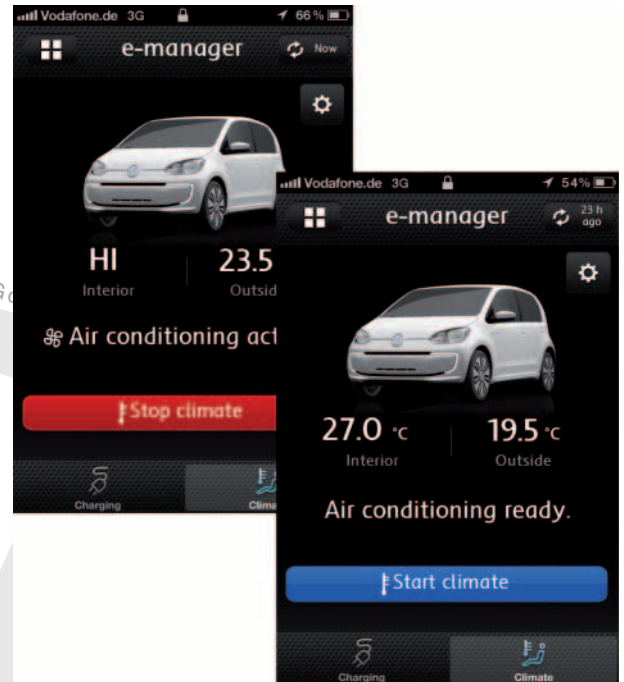 Vodafone.de 3G 66%
e-manager Now
HI 23.5
Interior Outsid
Air conditioning act
Stop climate
Charging Clima
Vodafone.de 3G 54%
e-manager 23 h ago
27.0 °C 19.5 °C
Interior Outside
Air conditioning ready.
Start climate
Charging Climate